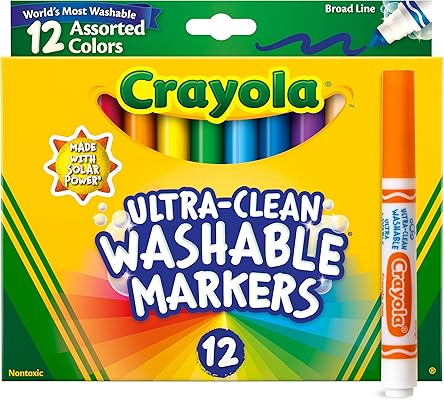 World's Most Washable
12 Assorted
Colors
Broad Line
Crayola
MADE
WITH
SOLAR
POWER
ULTRA-CLEAN
WASHABLE®
MARKERS
12
Nontoxic
®
ULTRA-CLEAN
WASHABLE
Crayola